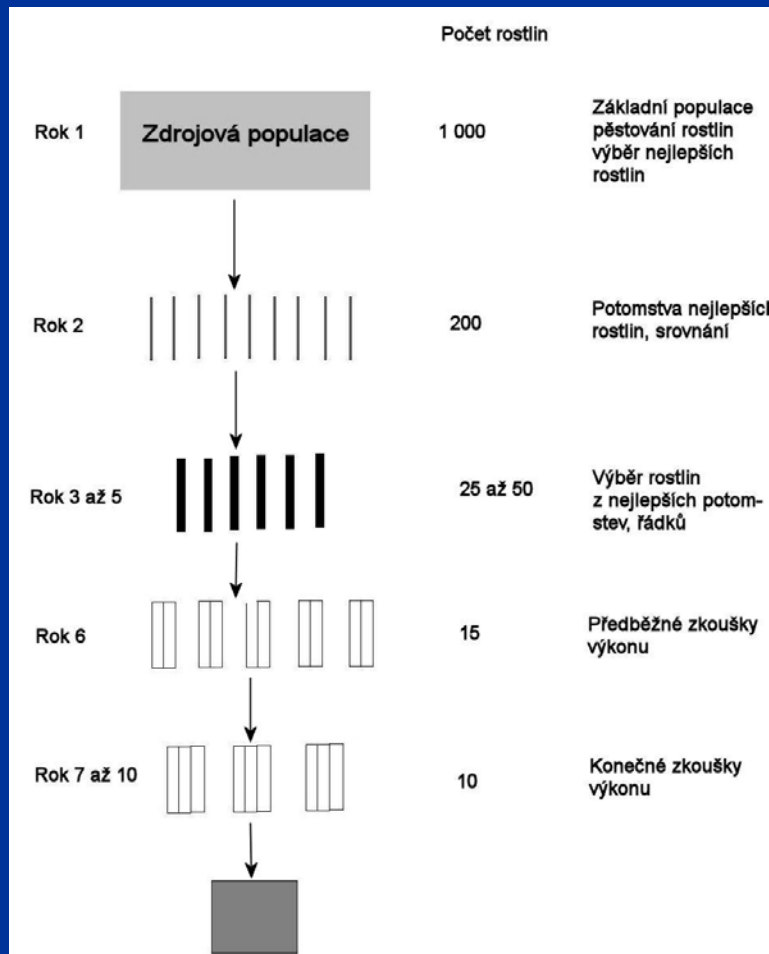 Počet rostlin
Rok 1
Zdrojová populace
1 000
Základní populace
pěstování rostlin
výběr nejlepších
rostlin
Rok 2
200
Potomstva nejlepších
rostlin, srovnání
Rok 3 až 5
25 až 50
Výběr rostlin
z nejlepších potom-
stev, řádků
Rok 6
15
Předběžné zkoušky
výkonu
Rok 7 až 10
10
Konečné zkoušky
výkonu